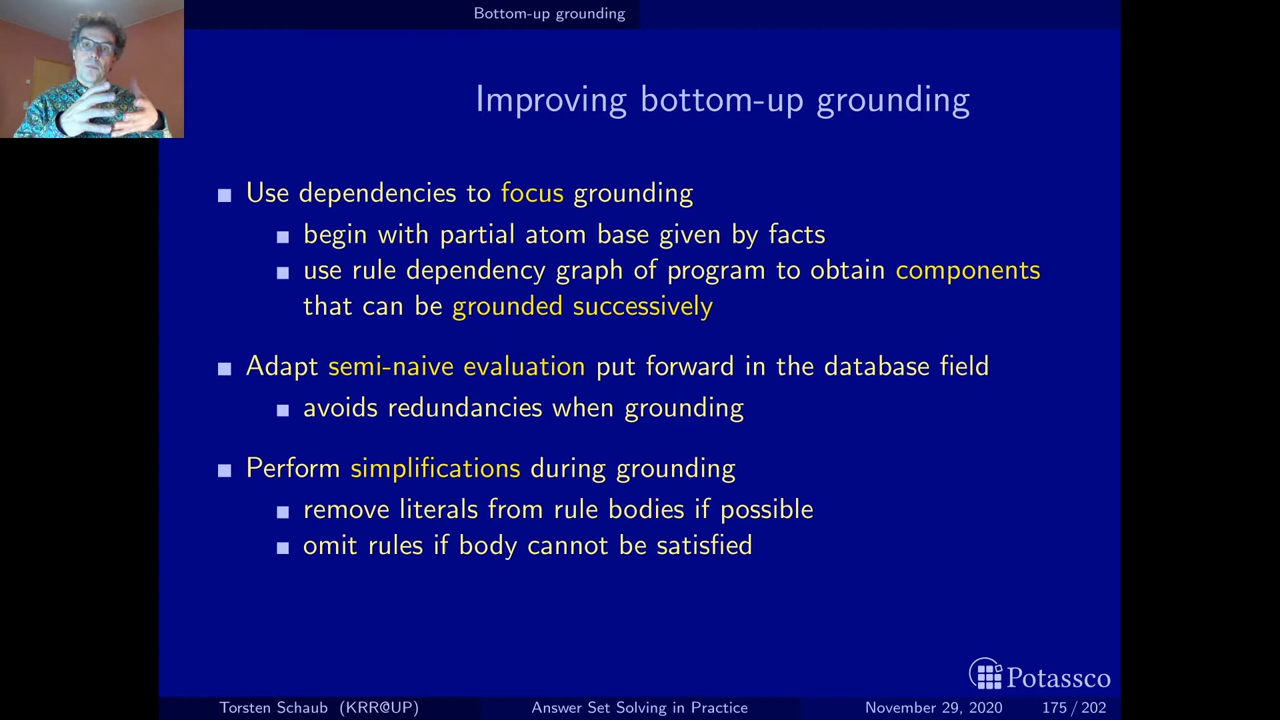 Bottom-up grounding
Improving bottom-up grounding
Use dependencies to focus grounding
begin with partial atom base given by facts
use rule dependency graph of program to obtain components
that can be grounded successively
Adapt semi-naive evaluation put forward in the database field
avoids redundancies when grounding
Perform simplifications during grounding
remove literals from rule bodies if possible
omit rules if body cannot be satisfied
Potassco
Torsten Schaub (KRR@UP) Answer Set Solving in Practice November 29, 2020 175 / 202